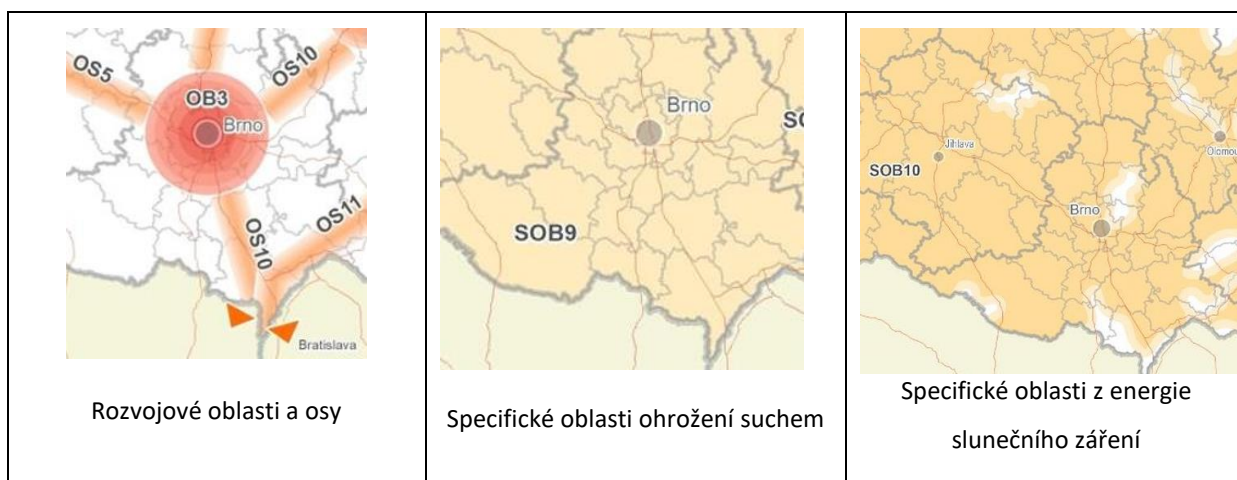 OS5
OS10
OB3
Brno
OS11
OS10
Bratislava
Rozvojové oblasti a osy
Brno
SOB9
Specifické oblasti ohrožení suchem
Jihlava
Olomou
SOB10
Brno
Specifické oblasti z energie
slunečního záření